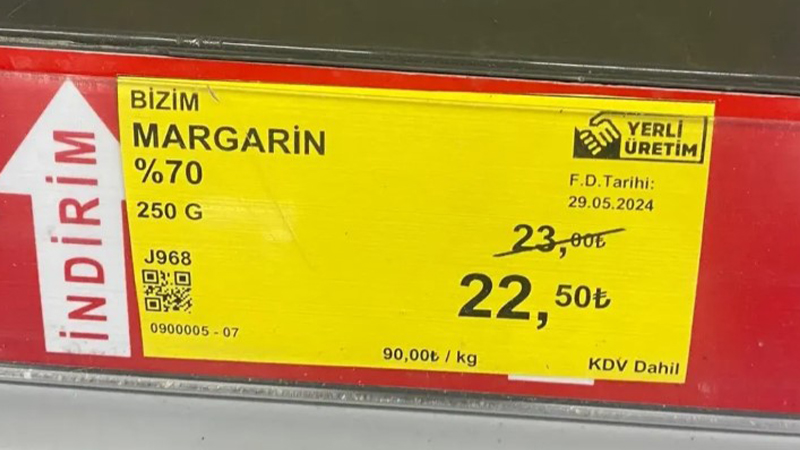 İNDİRİM
BİZİM
MARGARİN
%70
250 G
YERLİ
ÜRETİM
F.D.Tarihi:
29.05.2024
23,00₺
22,50₺
J968
0900005 - 07
90,00₺ / kg
KDV Dahil